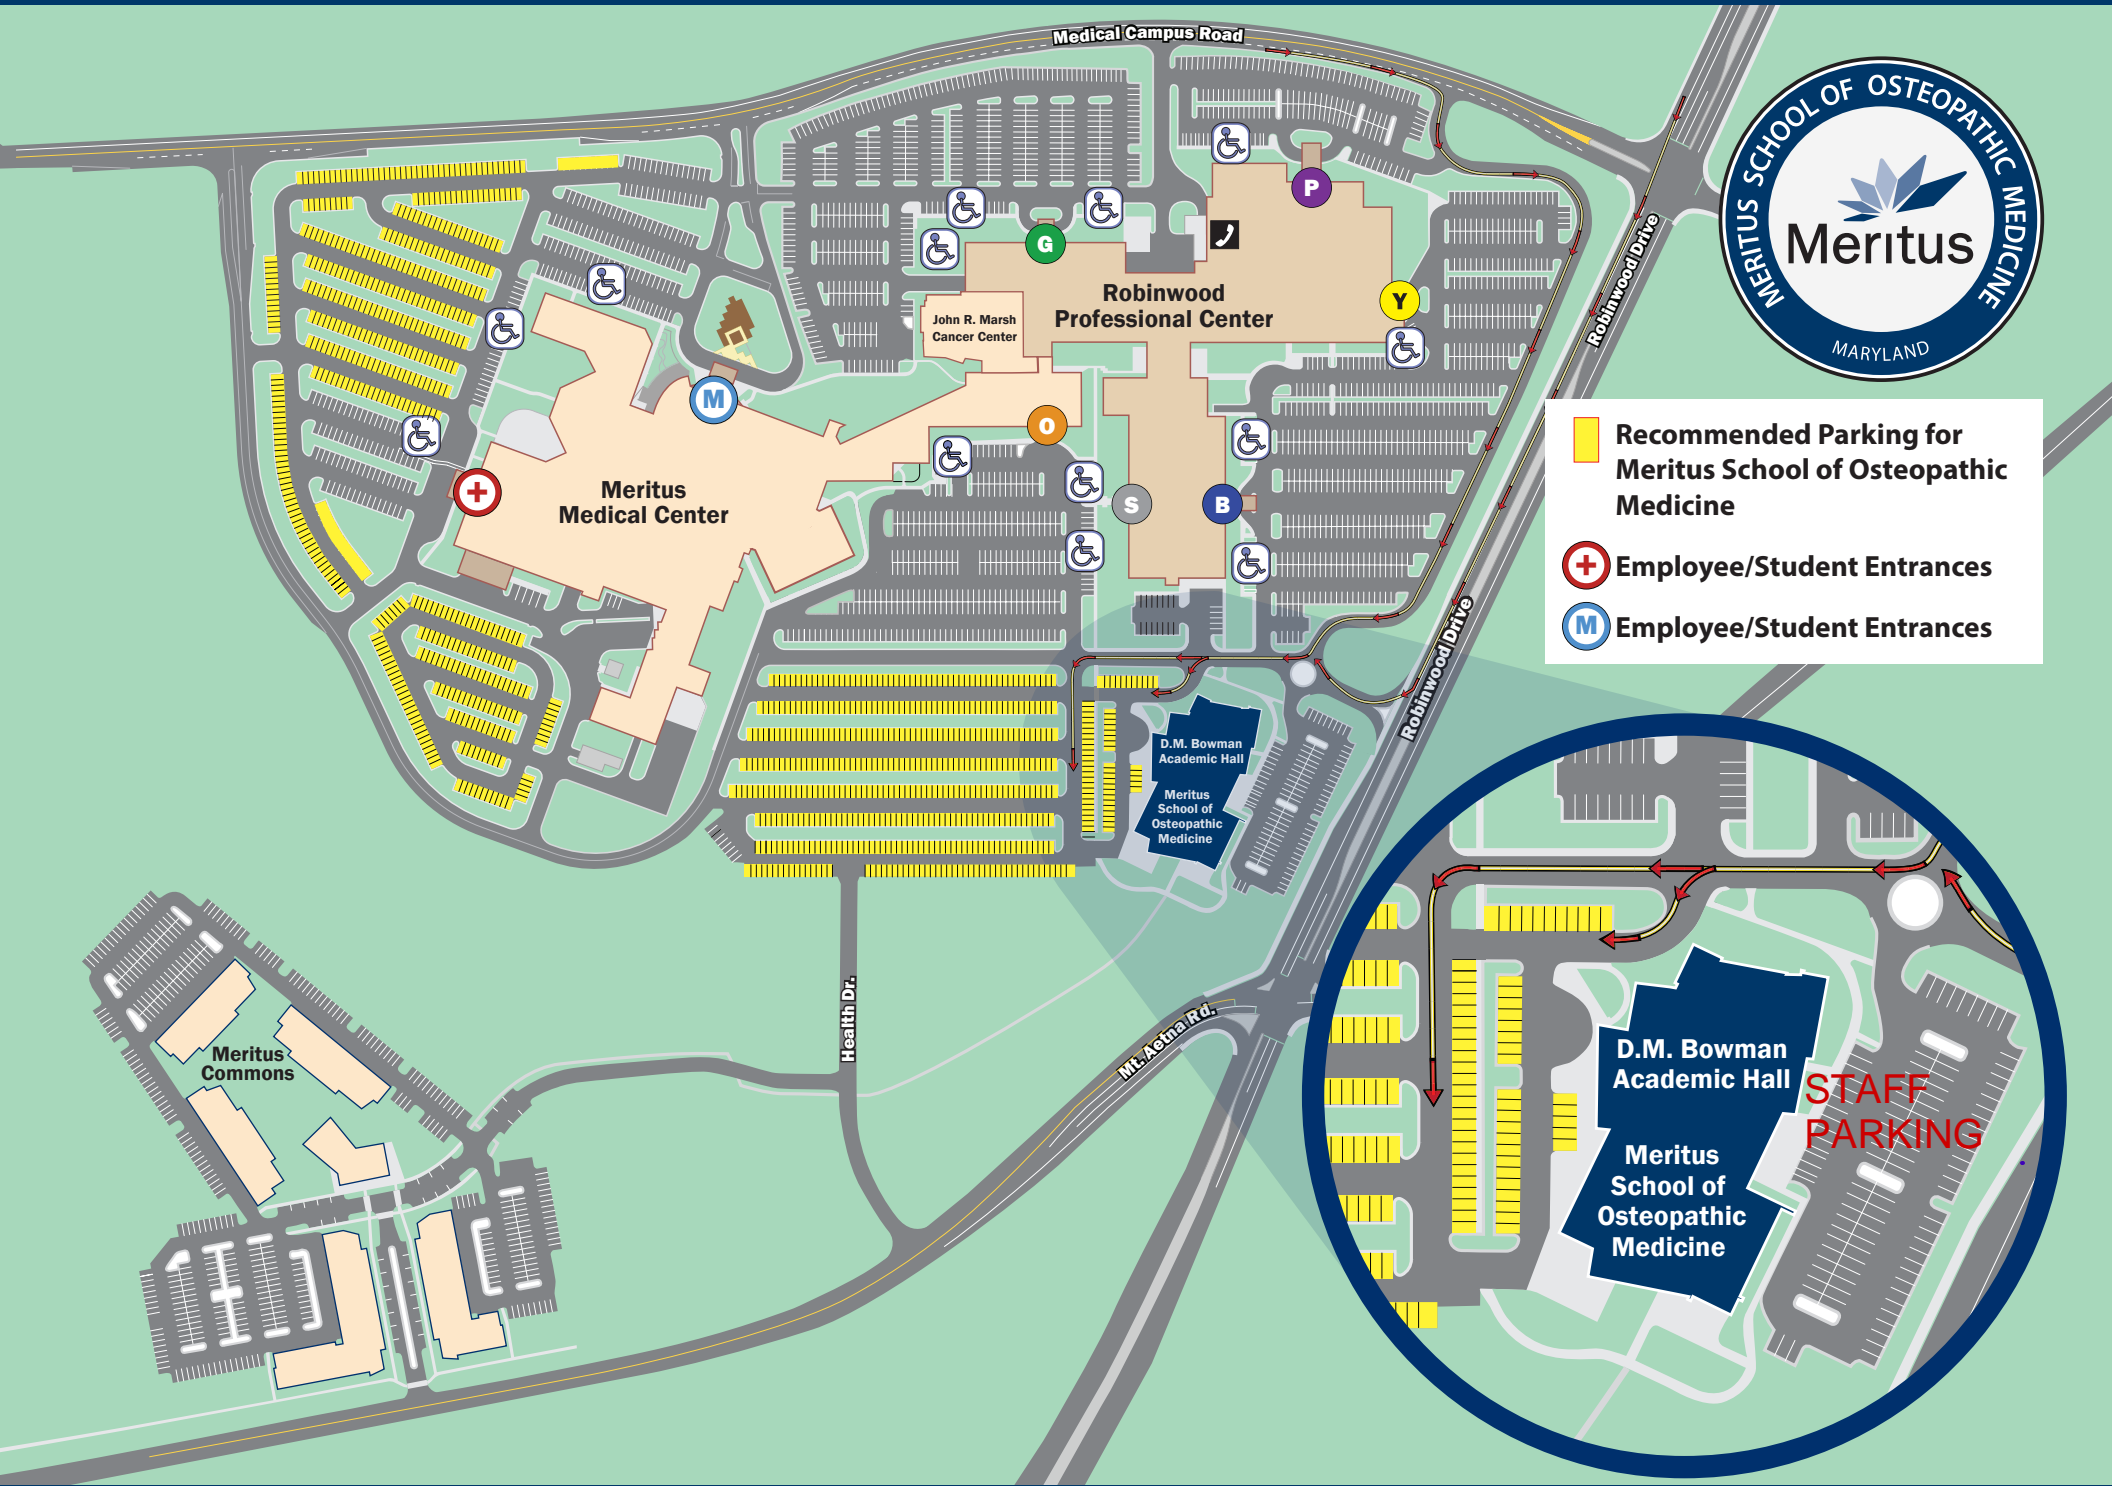 Medical Campus Road
MERITUS SCHOOL OF OSTEOPATHIC MEDICINE
Meritus
MARYLAND
P
G
Y
Robinwood Drive
Robinwood
Professional Center
John R. Marsh
Cancer Center
M
O
S
B
Meritus
Medical Center
Recommended Parking for
Meritus School of Osteopathic
Medicine
Employee/Student Entrances
M
Employee/Student Entrances
Robinwood Drive
Robinwood Drive
D.M. Bowman
Academic Hall
Meritus
School of
Osteopathic
Medicine
Health Dr.
Mt. Aetna Rd.
Meritus
Commons
D.M. Bowman
Academic Hall
STAFF
PARKING
Meritus
School of
Osteopathic
Medicine